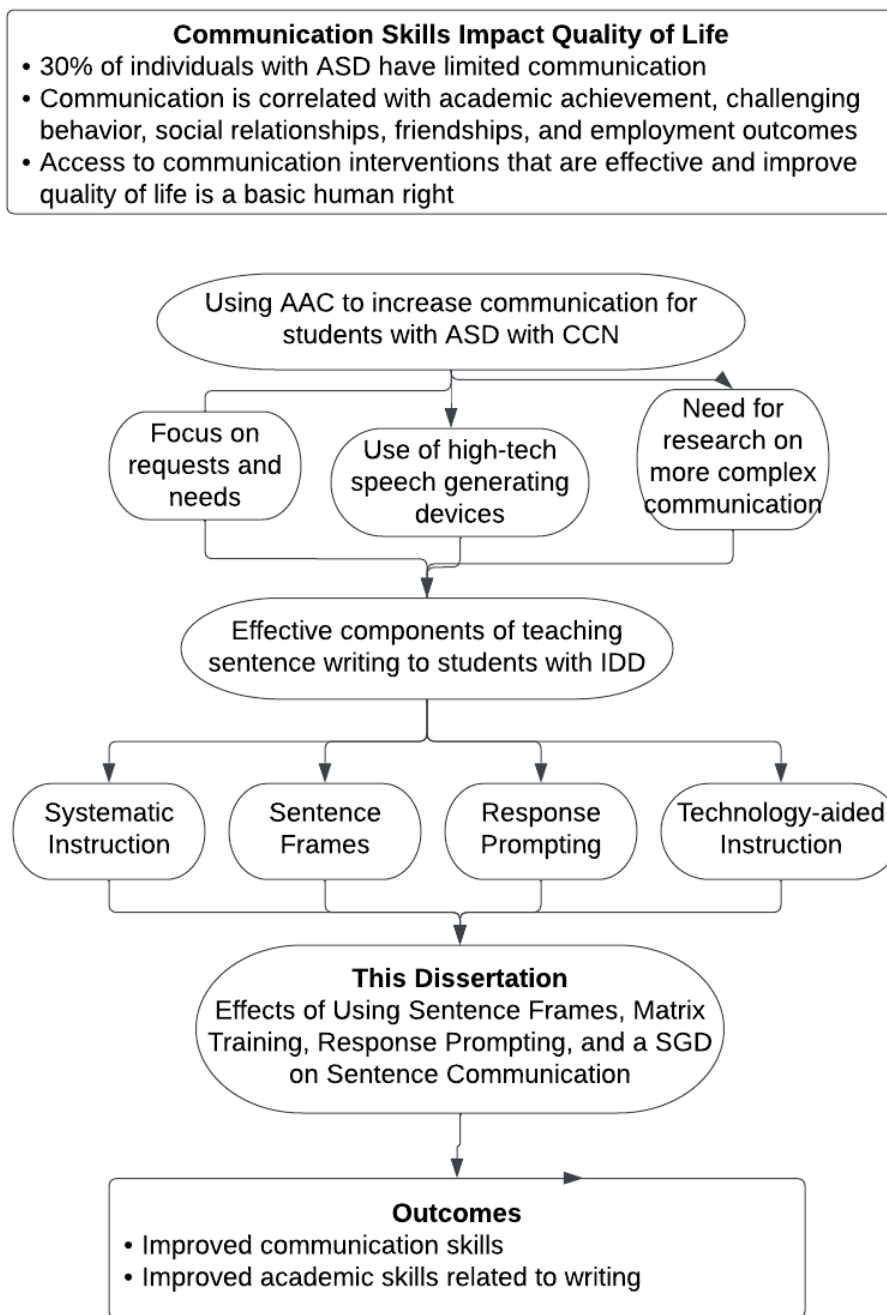 Communication Skills Impact Quality of Life
• 30% of individuals with ASD have limited communication
• Communication is correlated with academic achievement, challenging
behavior, social relationships, friendships, and employment outcomes
• Access to communication interventions that are effective and improve
quality of life is a basic human right
Using AAC to increase communication for
students with ASD with CCN
Focus on
requests and
needs
Use of high-tech
speech generating
devices
Need for
research on
more complex
communication
Effective components of teaching
sentence writing to students with IDD
Systematic
Instruction
Sentence
Frames
Response
Prompting
Technology-aided
Instruction
This Dissertation
Effects of Using Sentence Frames, Matrix
Training, Response Prompting, and a SGD
on Sentence Communication
Outcomes
• Improved communication skills
• Improved academic skills related to writing